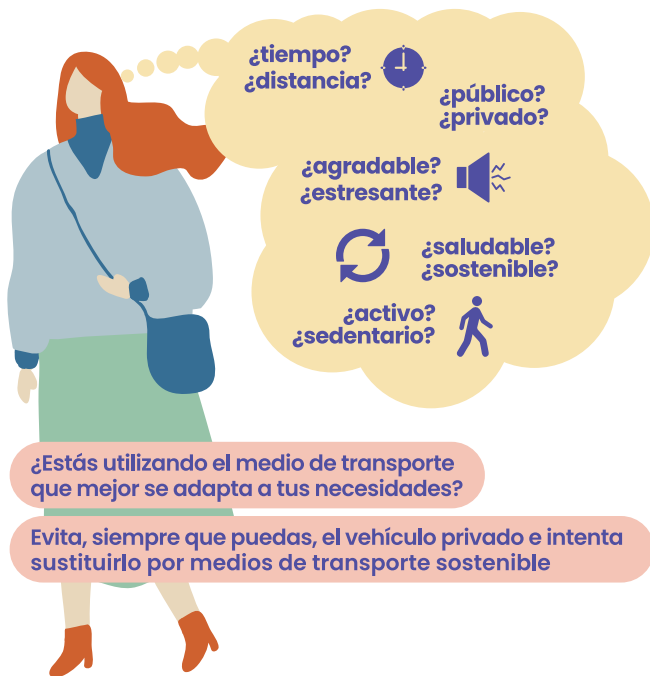 ¿tiempo?
¿distancia?
¿público?
¿privado?
¿agradable?
¿estresante?
¿saludable?
¿sostenible?
¿activo?
¿sedentario?
¿Estás utilizando el medio de transporte
que mejor se adapta a tus necesidades?
Evita, siempre que puedas, el vehículo privado e intenta
sustituirlo por medios de transporte sostenible